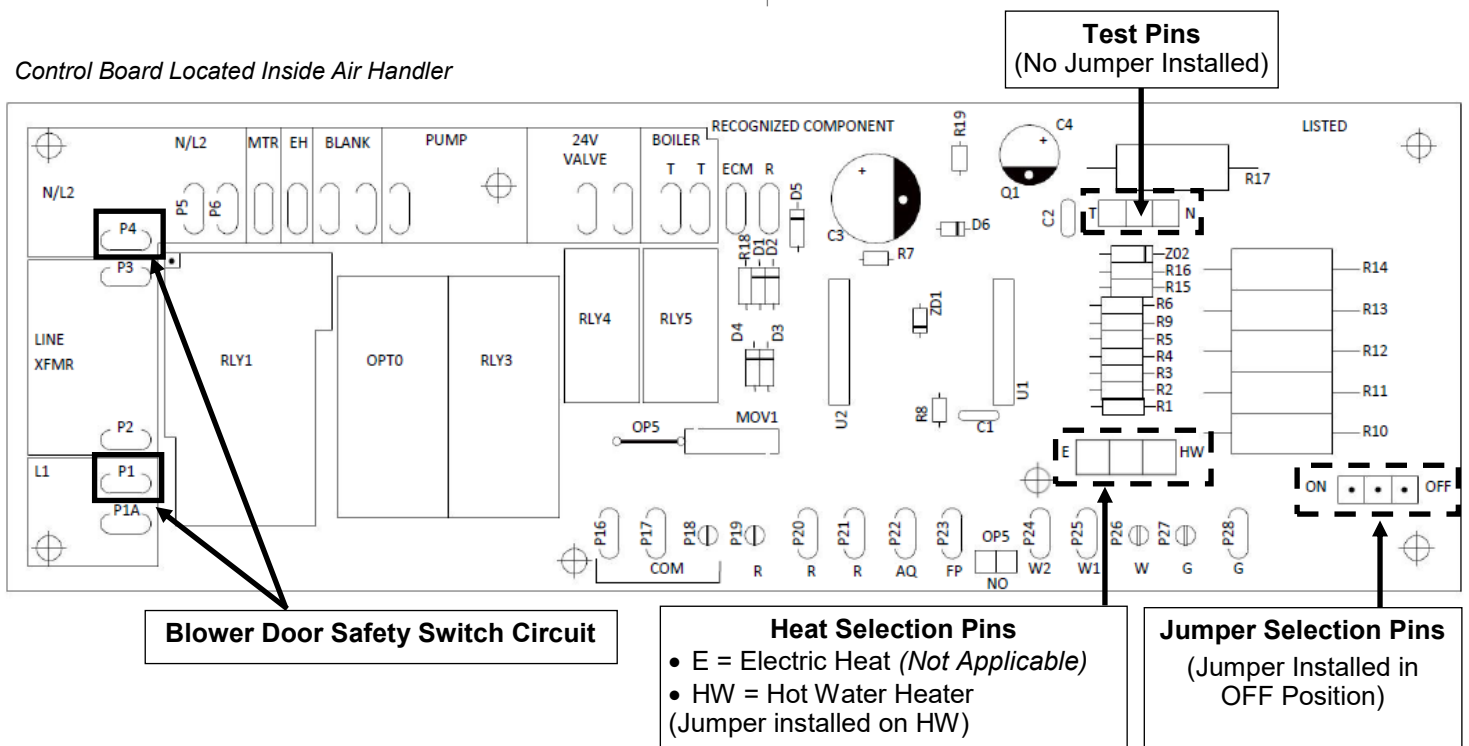 Control Board Located Inside Air Handler
Test Pins
(No Jumper Installed)
N/L2
MTR
EH
BLANK
PUMP
24V
VALVE
BOILER
T
T
ECM
R
RECOGNIZED COMPONENT
R19
C4
LISTED
N/L2
P5
P6
P4
P3
D5
+
+
Q1
R17
C3
R7
D6
C2
T
N
R18
D1
D2
Z02
R16
R15
R6
R9
R5
R4
R3
R2
R1
R14
R13
R12
R11
R10
LINE
XFMR
RLY1
OPT0
RLY3
RLY4
RLY5
D4
D3
ZD1
U2
U1
R8
C1
OP5
MOV1
P2
L1
P1
P1A
E
HW
ON
OFF
P16
P17
P18
P19
P20
P21
P22
P23
OP5
P24
P25
P26
P27
P28
COM
R
R
R
AQ
FP
NO
W2
W1
W
G
G
Blower Door Safety Switch Circuit
Heat Selection Pins
• E = Electric Heat (Not Applicable)
• HW = Hot Water Heater
(Jumper installed on HW)
Jumper Selection Pins
(Jumper Installed in
OFF Position)